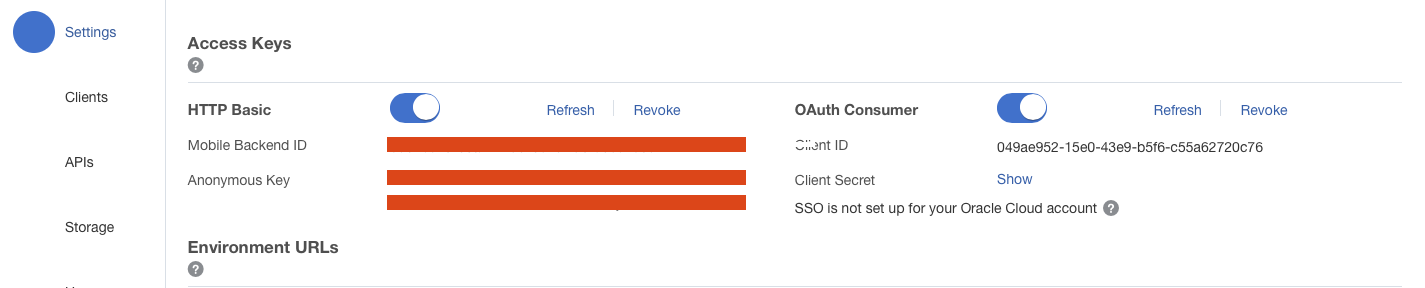 Settings
Clients
APIs
Storage
Access Keys
?
HTTP Basic
Refresh
Revoke
Mobile Backend ID
Anonymous Key
OAuth Consumer
Refresh
Revoke
Client ID
049ae952-15e0-43e9-b5f6-c55a62720c76
Client Secret
Show
SSO is not set up for your Oracle Cloud account ?
Environment URLs
?